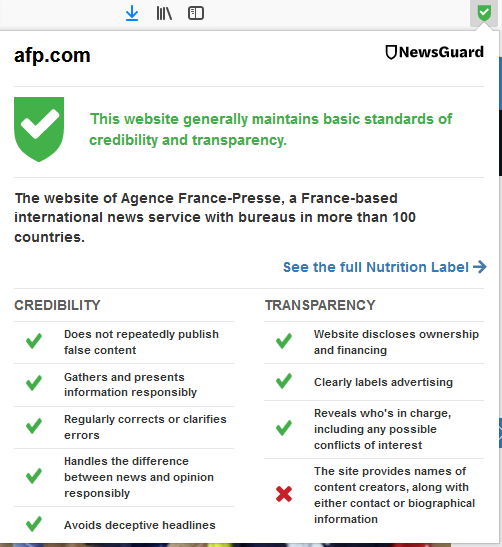 afp.com
NewsGuard
This website generally maintains basic standards of
credibility and transparency.
The website of Agence France-Presse, a France-based
international news service with bureaus in more than 100
countries.
See the full Nutrition Label
CREDIBILITY
Does not repeatedly publish
false content
Gathers and presents
information responsibly
Regularly corrects or clarifies
errors
Handles the difference
between news and opinion
responsibly
Avoids deceptive headlines
TRANSPARENCY
Website discloses ownership
and financing
Clearly labels advertising
Reveals who's in charge,
including any possible
conflicts of interest
The site provides names of
content creators, along with
either contact or biographical
information